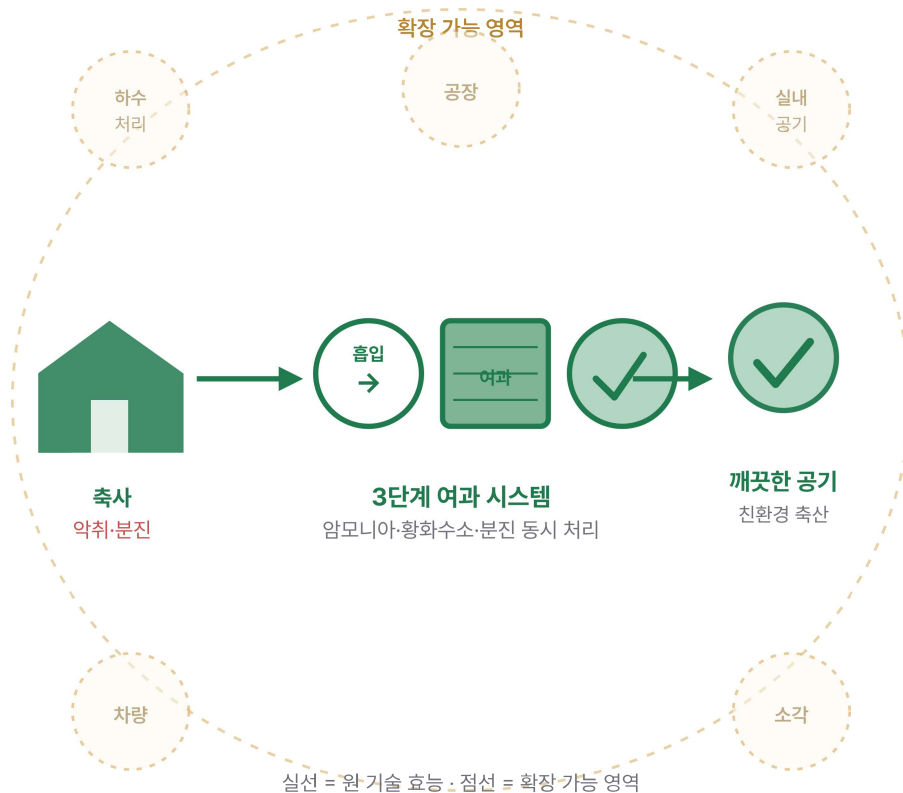 확장 가능 영역
하수
처리
공장
실내
공기
흡입
→
여과
축사
악취·분진
3단계 여과 시스템
암모니아·황화수소·분진 동시 처리
깨끗한 공기
친환경 축산
차량
소각
실선 = 원 기술 효능 · 점선 = 확장 가능 영역